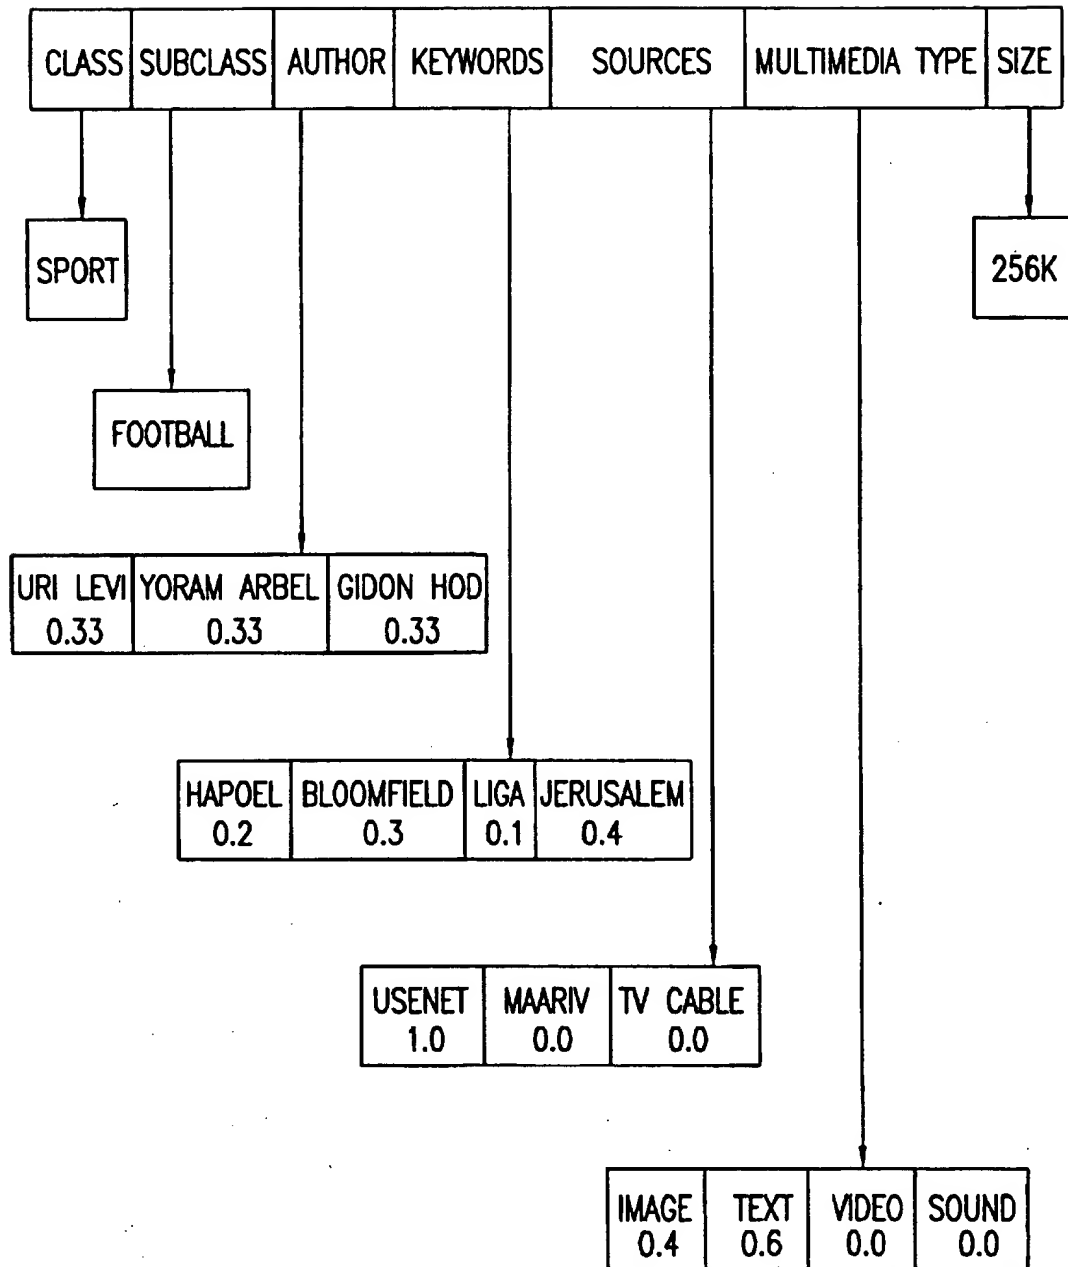 CLASS SUBCLASS AUTHOR KEYWORDS SOURCES MULTIMEDIA TYPE SIZE
SPORT
256K
FOOTBALL
URI LEVI YORAM ARBEL GIDON HOD
0.33 0.33 0.33
HAPOEL BLOOMFIELD LIGA JERUSALEM
0.2 0.3 0.1 0.4
USENET MAARIV TV CABLE
1.0 0.0 0.0
IMAGE TEXT VIDEO SOUND
0.4 0.6 0.0 0.0